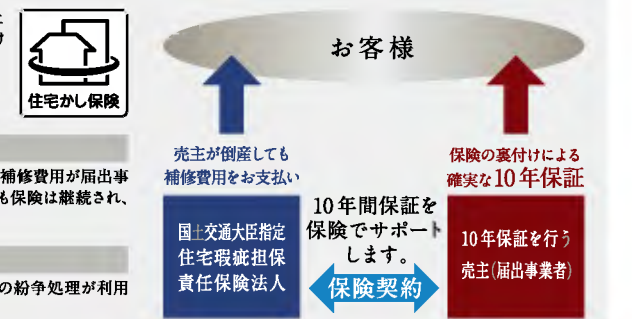 住宅かし保険
補修費用が届出事
も保険は継続され、
の紛争処理が利用
お客様
売主が倒産しても
補修費用をお支払い
保険の裏付けによる
確実な10年保証
国土交通大臣指定
住宅瑕疵担保
責任保険法人
10年間保証を
保険でサポート
します。
保険契約
10年保証を行う
売主(届出事業者)